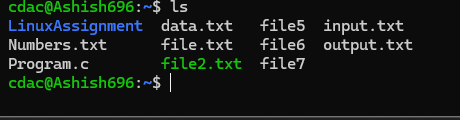 cdac@Ashish696:~$ ls
LinuxAssignment data.txt file5 input.txt
Numbers.txt file.txt file6 output.txt
Program.c file2.txt file7
cdac@Ashish696:~$